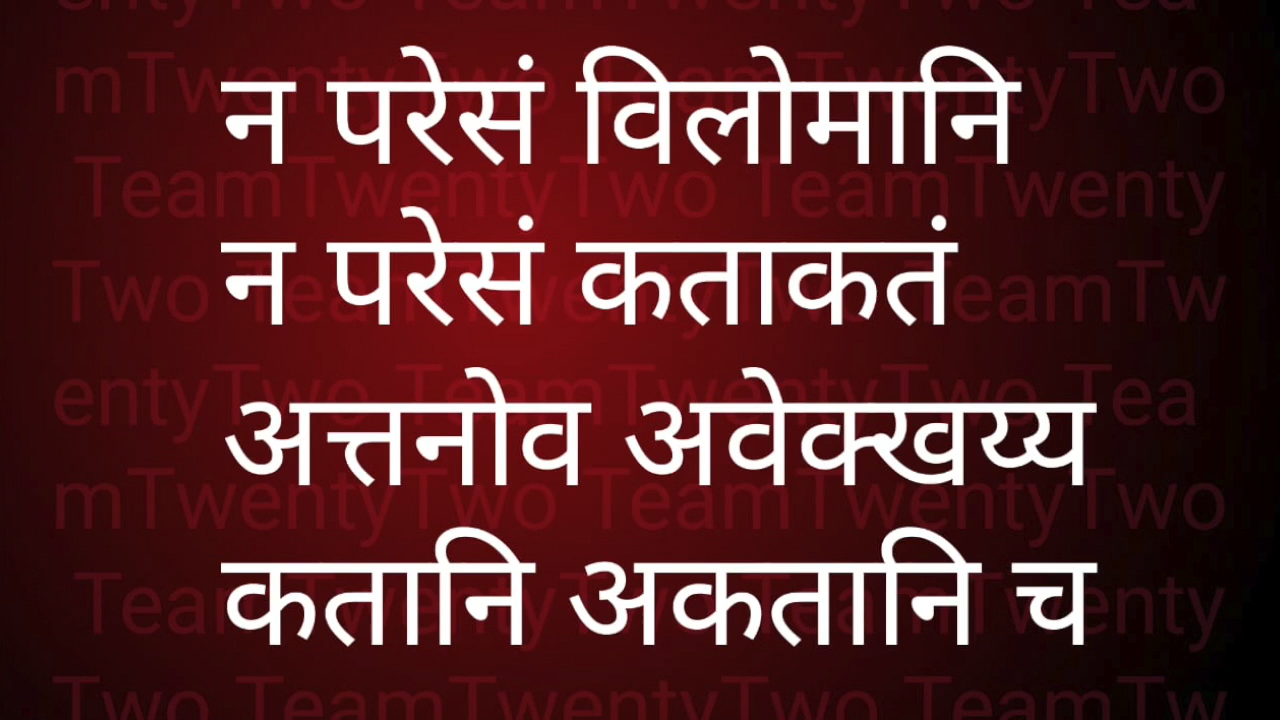 न परेसं विलोमानि
न परेसं कताकतं
अत्तनोव अवेक्खय्य
कतानि अकतानि च